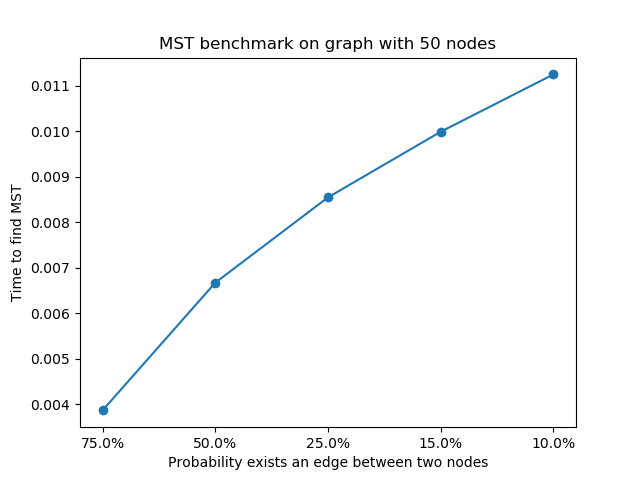 MST benchmark on graph with 50 nodes
Time to find MST
0.011
0.010
0.009
0.008
0.007
0.006
0.005
0.004
75.0% 50.0% 25.0% 15.0% 10.0%
Probability exists an edge between two nodes